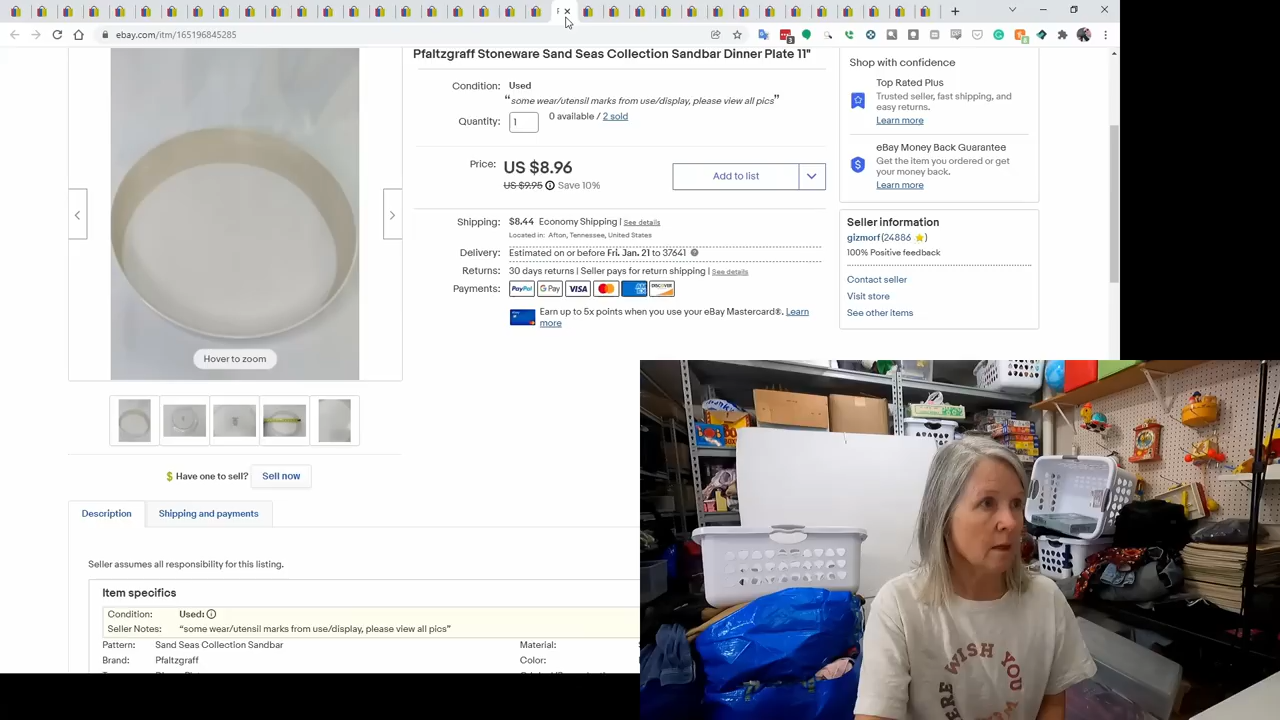 ebay.com/itm/165196845285
Pfaltzgraff Stoneware Sand Seas Collection Sandbar Dinner Plate 11"
Condition: Used
“some wear/utensil marks from use/display, please view all pics”
Quantity: 1 0 available / 2 sold
Price: US $8.96
US $9.95 Save 10%
Add to list
Shipping: $8.44 Economy Shipping | See details
Located in: Afton, Tennessee, United States
Delivery: Estimated on or before Fri. Jan. 21 to 37641
Returns: 30 days returns | Seller pays for return shipping | See details
Payments: PayPal G Pay VISA
DISCOVER
Earn up to 5x points when you use your eBay Mastercard®. Learn
more
Shop with confidence
Top Rated Plus
Trusted seller, fast shipping, and
easy returns.
Learn more
eBay Money Back Guarantee
Get the item you ordered or get
your money back.
Learn more
Seller information
gizmorf (24886 )
100% Positive feedback
Contact seller
Visit store
See other items
Hover to zoom
Have one to sell? Sell now
Description Shipping and payments
Seller assumes all responsibility for this listing.
Item specifics
Condition: Used:
Seller Notes: “some wear/utensil marks from use/display, please view all pics”
Pattern: Sand Seas Collection Sandbar Material:
Brand: Pfaltzgraff Color:
WISH YOU
ERE